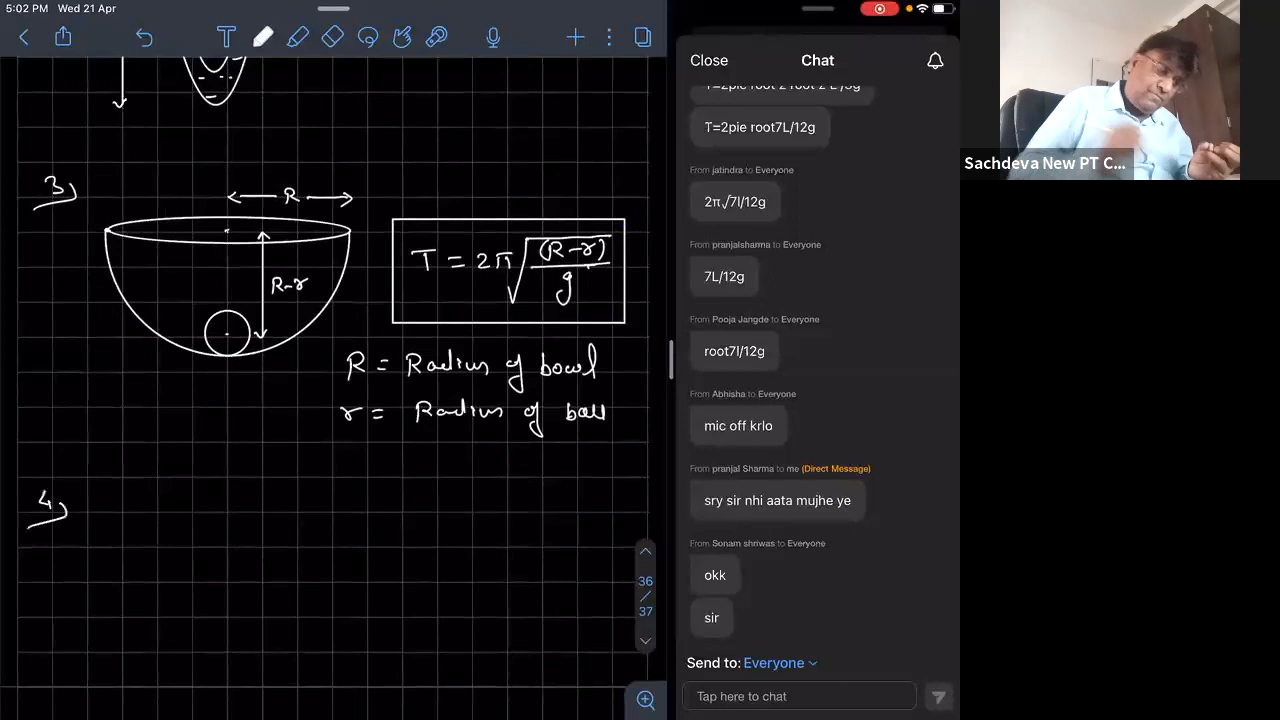 5:02 PM Wed 21 Apr
3)
R
R-r
T = 2π√(R-r)/g
R = Radius of bowl
r = Radius of ball
4)
36
/
37
Close
Chat
T=2pie root7L/12g
From jatindra to Everyone
2π√7l/12g
From pranjalsharma to Everyone
7L/12g
From Pooja Jangde to Everyone
root7l/12g
From Abhisha to Everyone
mic off krlo
From pranjal Sharma to me (Direct Message)
sry sir nhi aata mujhe ye
From Sonam shriwas to Everyone
okk
sir
Send to: Everyone
Tap here to chat
Sachdeva New PT C...